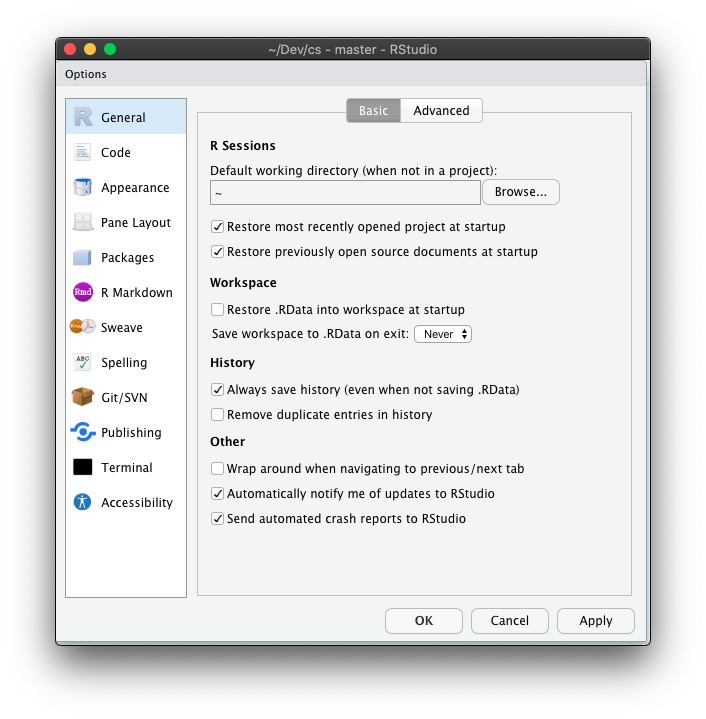 ~/Dev/cs - master - RStudio
Options
R General
Code
Appearance
Pane Layout
Packages
Rmd R Markdown
Rnw Sweave
ABC Spelling
Git/SVN
Publishing
Terminal
Accessibility
Basic Advanced
R Sessions
Default working directory (when not in a project):
~ Browse...
Restore most recently opened project at startup
Restore previously open source documents at startup
Workspace
Restore .RData into workspace at startup
Save workspace to .RData on exit: Never
History
Always save history (even when not saving .RData)
Remove duplicate entries in history
Other
Wrap around when navigating to previous/next tab
Automatically notify me of updates to RStudio
Send automated crash reports to RStudio
OK Cancel Apply